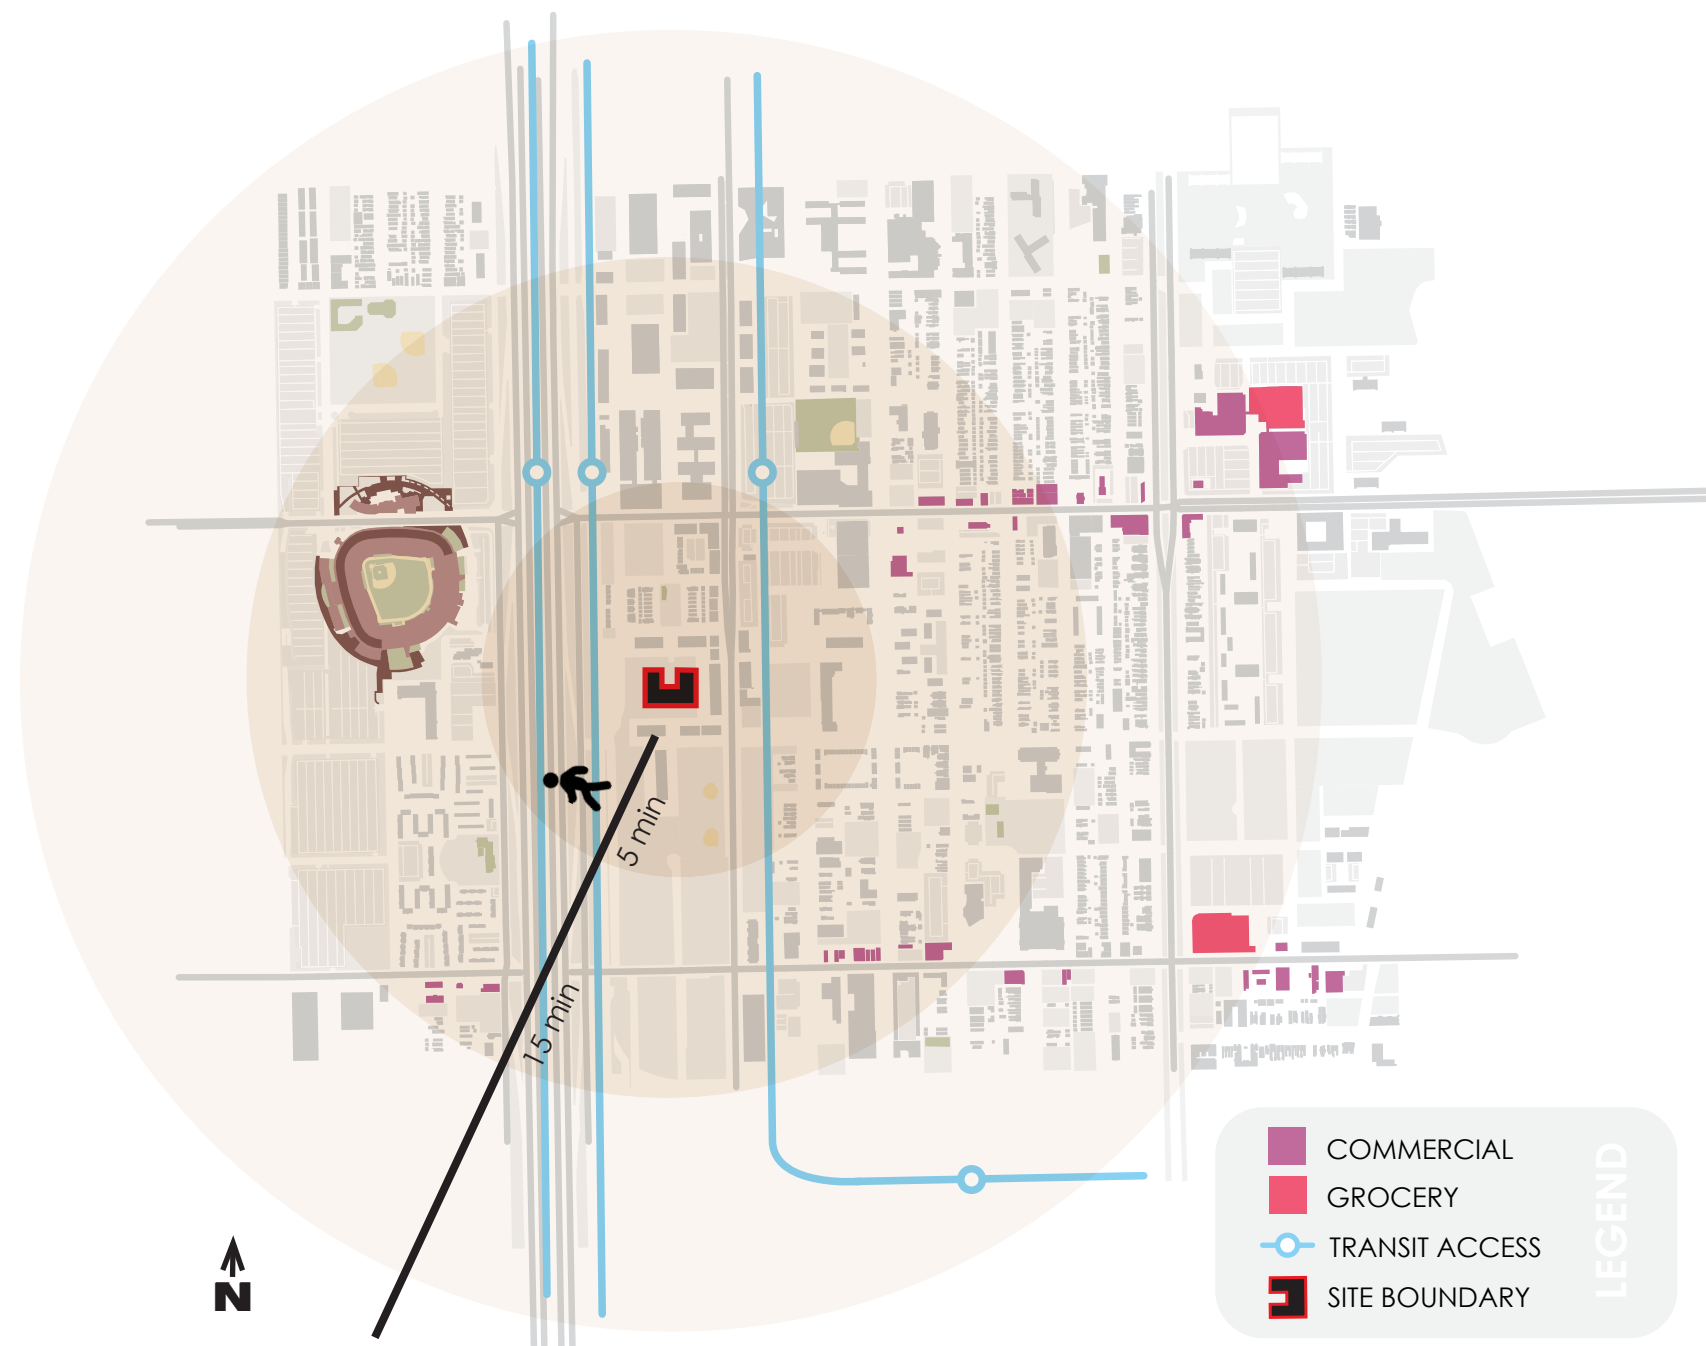 5 min
15 min
N
COMMERCIAL
GROCERY
TRANSIT ACCESS
SITE BOUNDARY
LEGEND